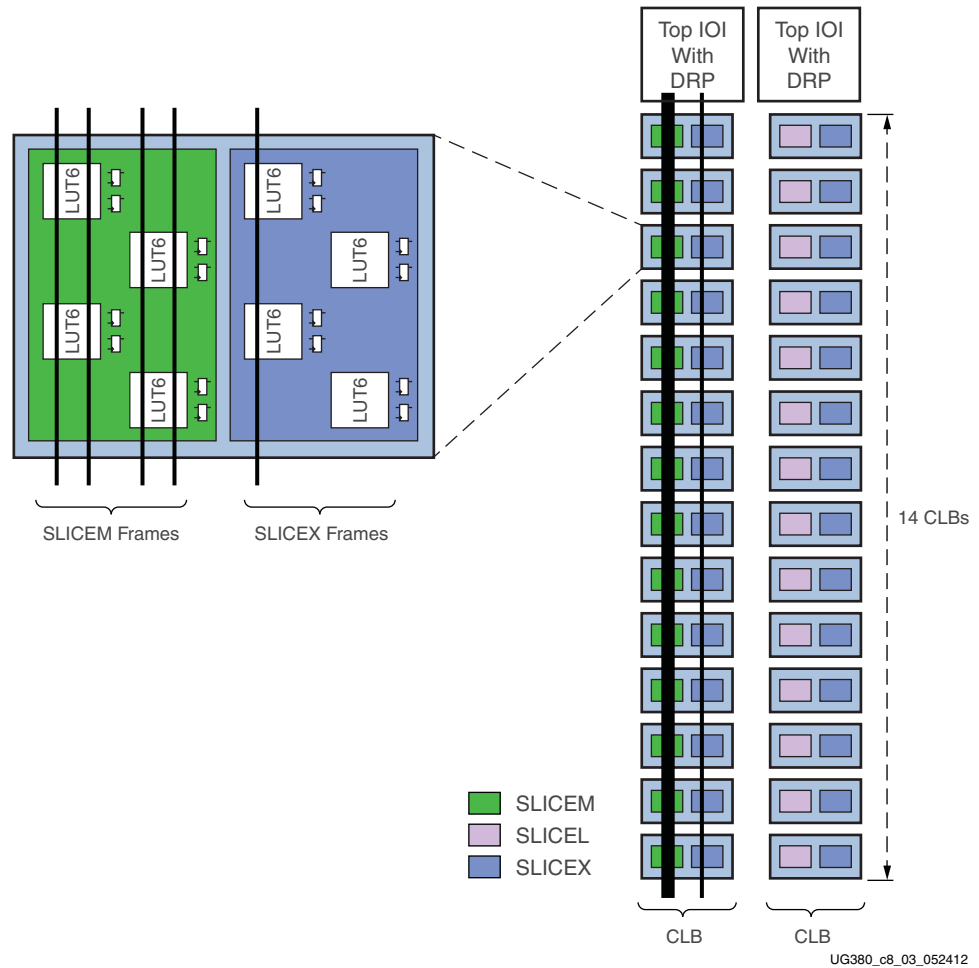 Top IOI
With
DRP
Top IOI
With
DRP
LUT6
LUT6
LUT6
LUT6
LUT6
LUT6
LUT6
LUT6
SLICEM Frames
SLICEX Frames
14 CLBs
SLICEM
SLICEL
SLICEX
CLB
CLB
UG380_c8_03_052412